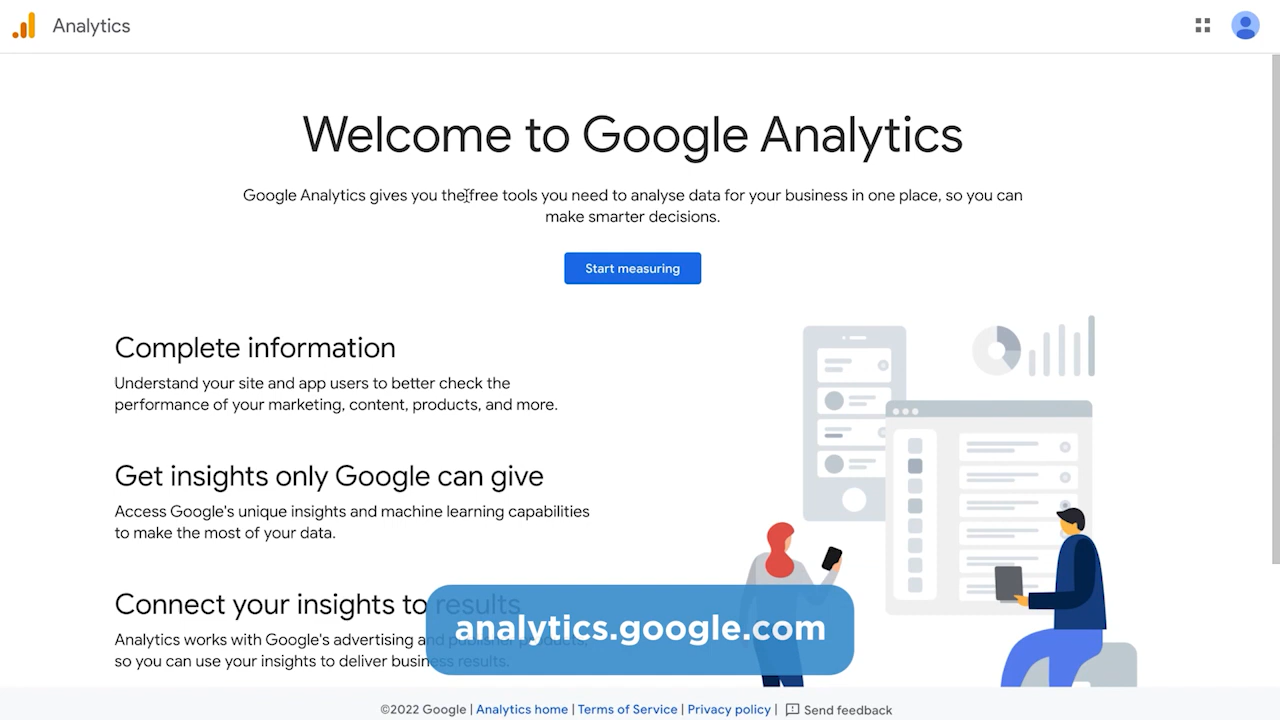 Analytics
Welcome to Google Analytics
Google Analytics gives you the free tools you need to analyse data for your business in one place, so you can
make smarter decisions.
Start measuring
Complete information
Understand your site and app users to better check the
performance of your marketing, content, products, and more.
Get insights only Google can give
Access Google's unique insights and machine learning capabilities
to make the most of your data.
Connect your insights to results
Analytics works with Google's advertising and publisher products,
so you can use your insights to deliver business results.
analytics.google.com
©2022 Google | Analytics home | Terms of Service | Privacy policy | Send feedback